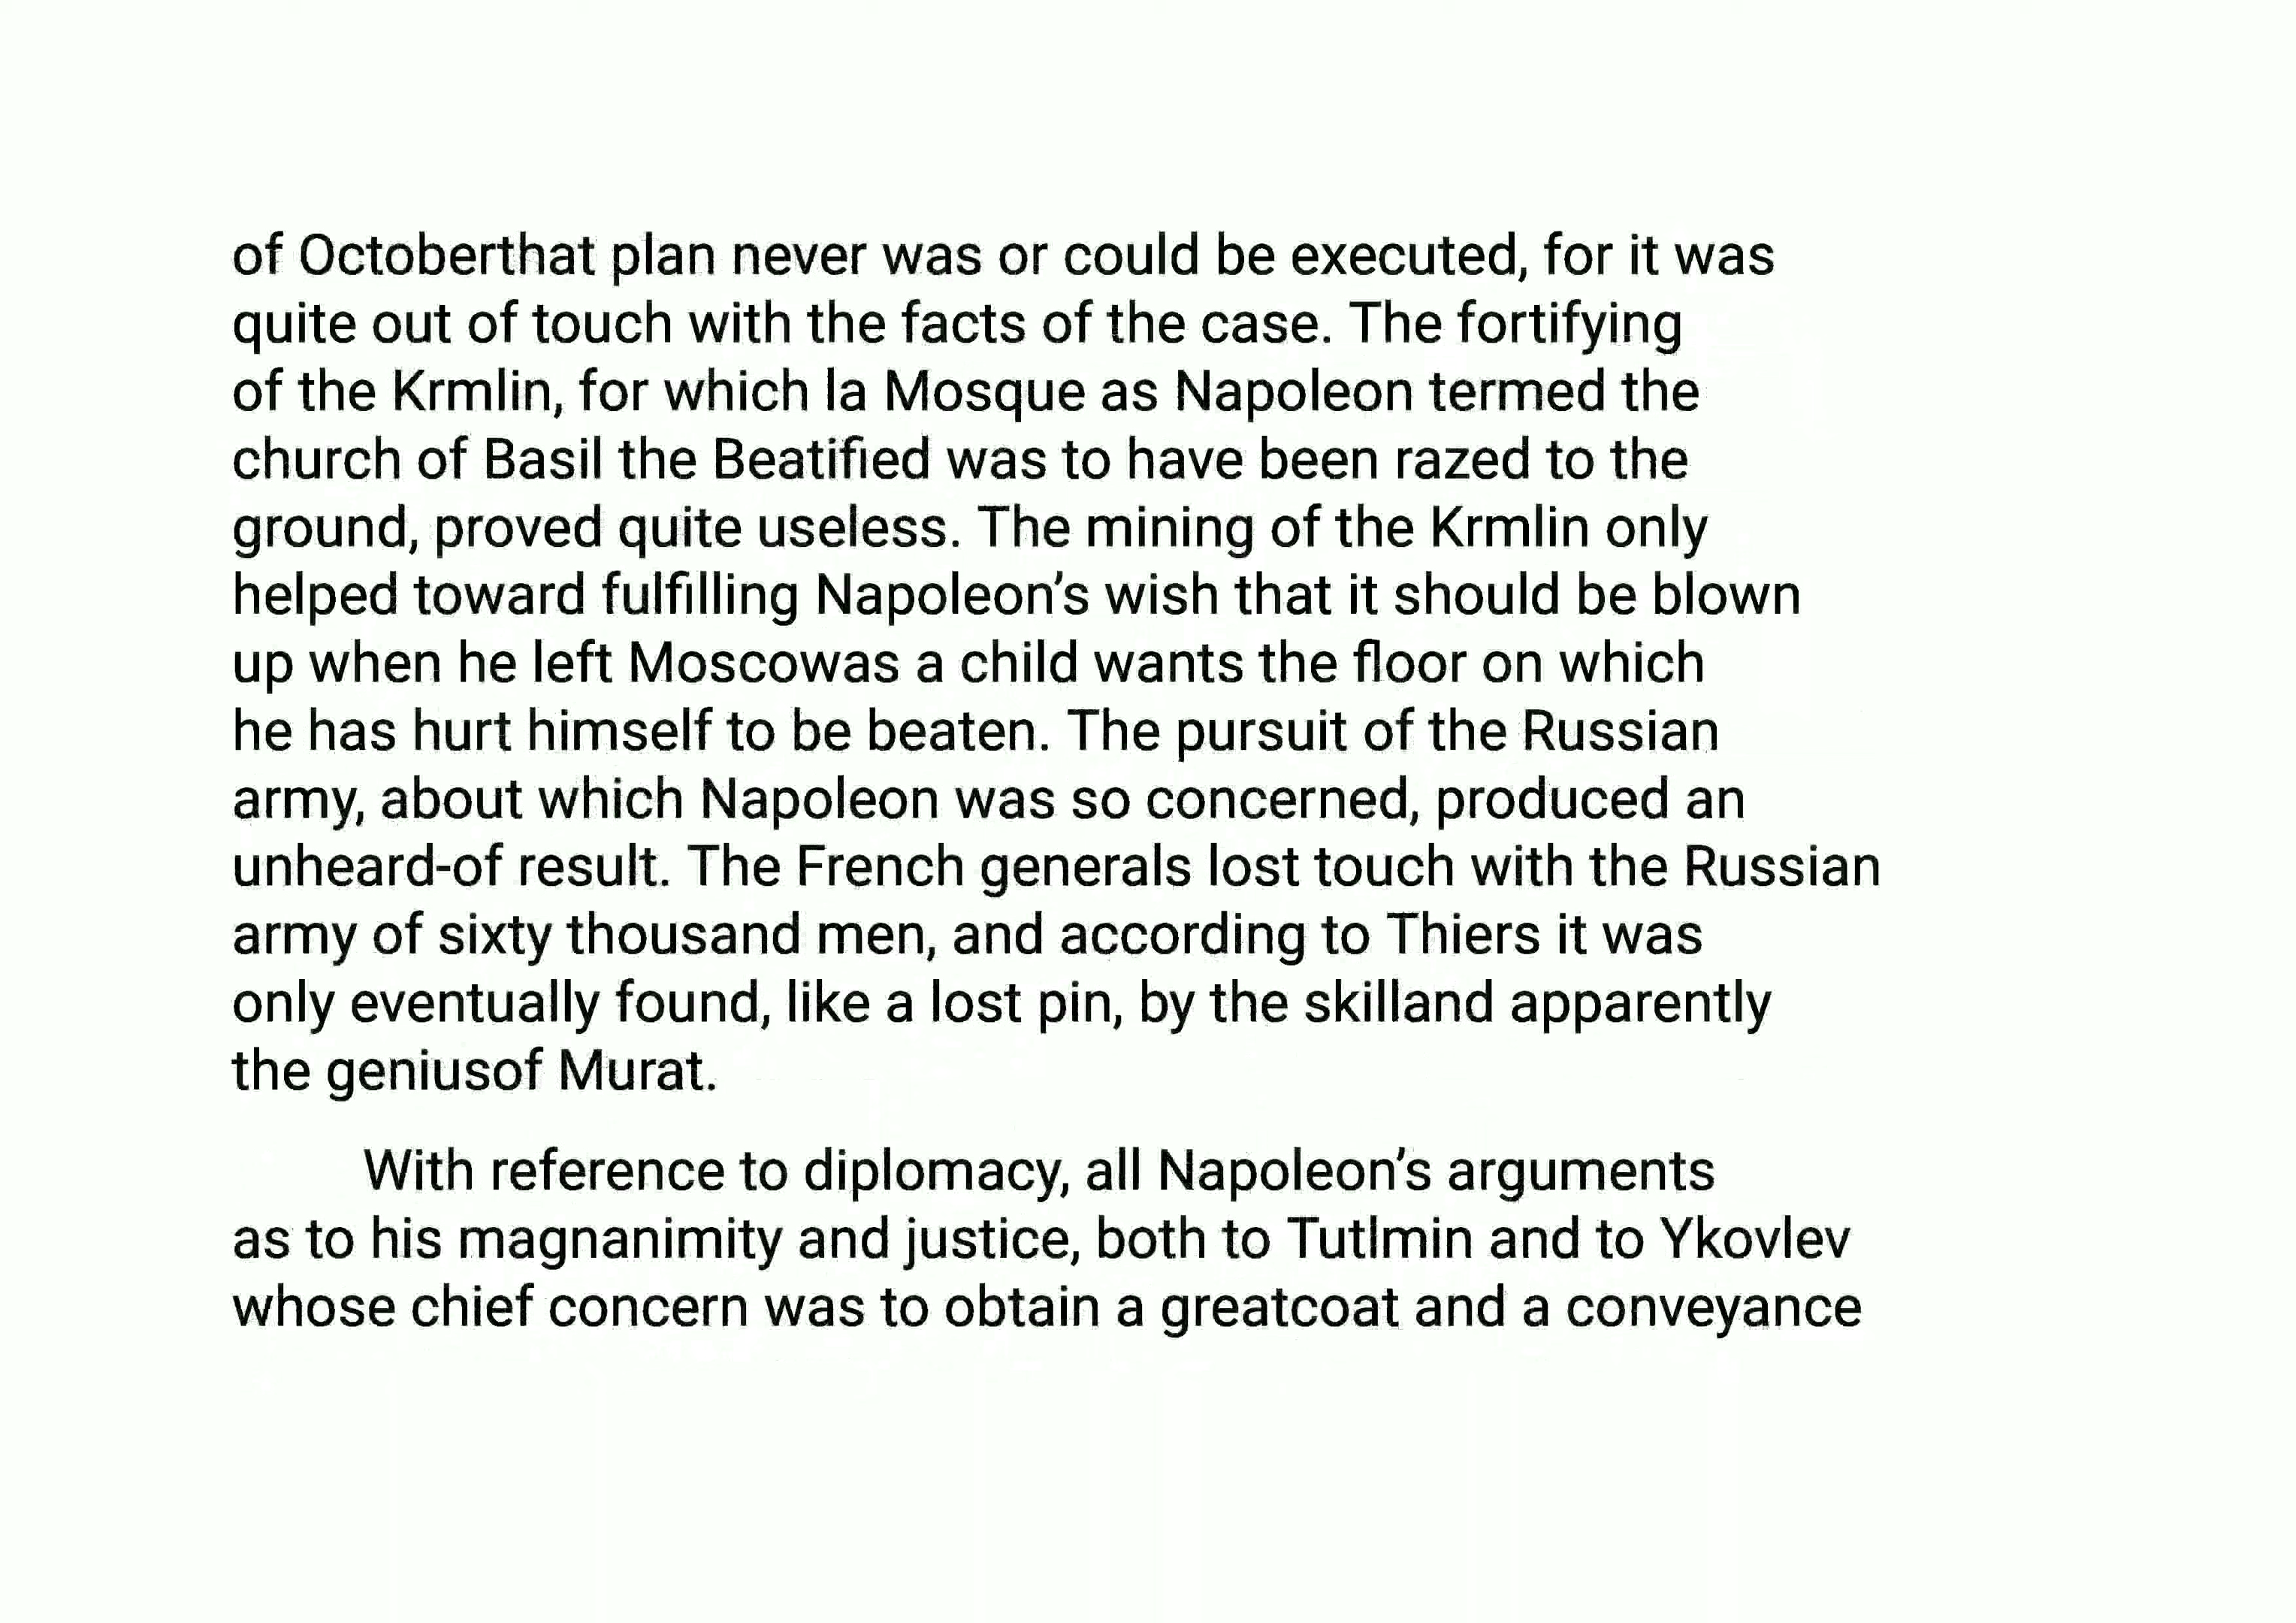 of Octoberthat plan never was or could be executed, for it was
quite out of touch with the facts of the case. The fortifying
of the Krmlin, for which la Mosque as Napoleon termed the
church of Basil the Beatified was to have been razed to the
ground, proved quite useless. The mining of the Krmlin only
helped toward fulfilling Napoleon’s wish that it should be blown
up when he left Moscowas a child wants the floor on which
he has hurt himself to be beaten. The pursuit of the Russian
army, about which Napoleon was so concerned, produced an
unheard-of result. The French generals lost touch with the Russian
army of sixty thousand men, and according to Thiers it was
only eventually found, like a lost pin, by the skilland apparently
the geniusof Murat.
With reference to diplomacy, all Napoleon’s arguments
as to his magnanimity and justice, both to Tutlmin and to Ykovlev
whose chief concern was to obtain a greatcoat and a conveyance